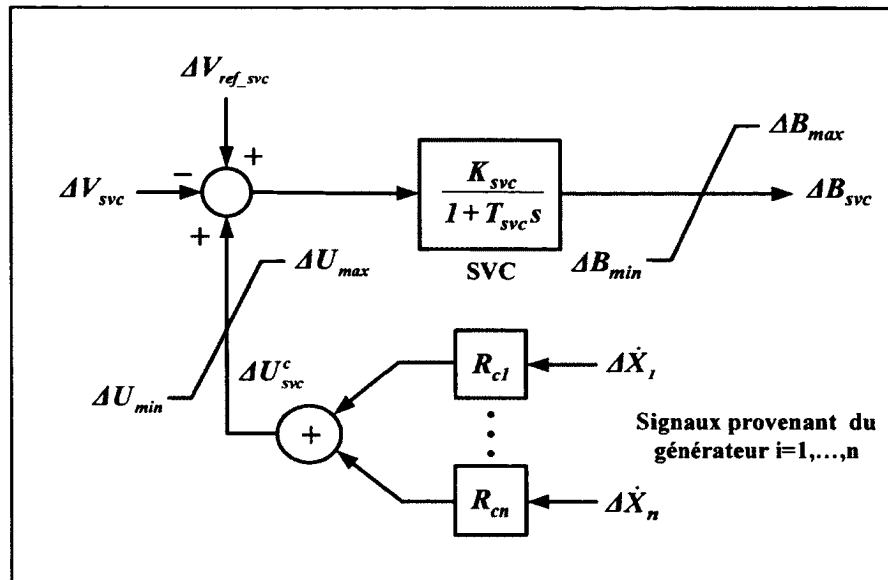 ΔV_ref_svc
+
−
ΔV_svc
+
K_svc
1 + T_svc s
SVC
ΔB_max
ΔB_svc
ΔB_min
ΔU_max
ΔU_min
ΔU^c_svc
+
R_c1
ΔẊ_1
Signaux provenant du
générateur i=1,...,n
R_cn
ΔẊ_n